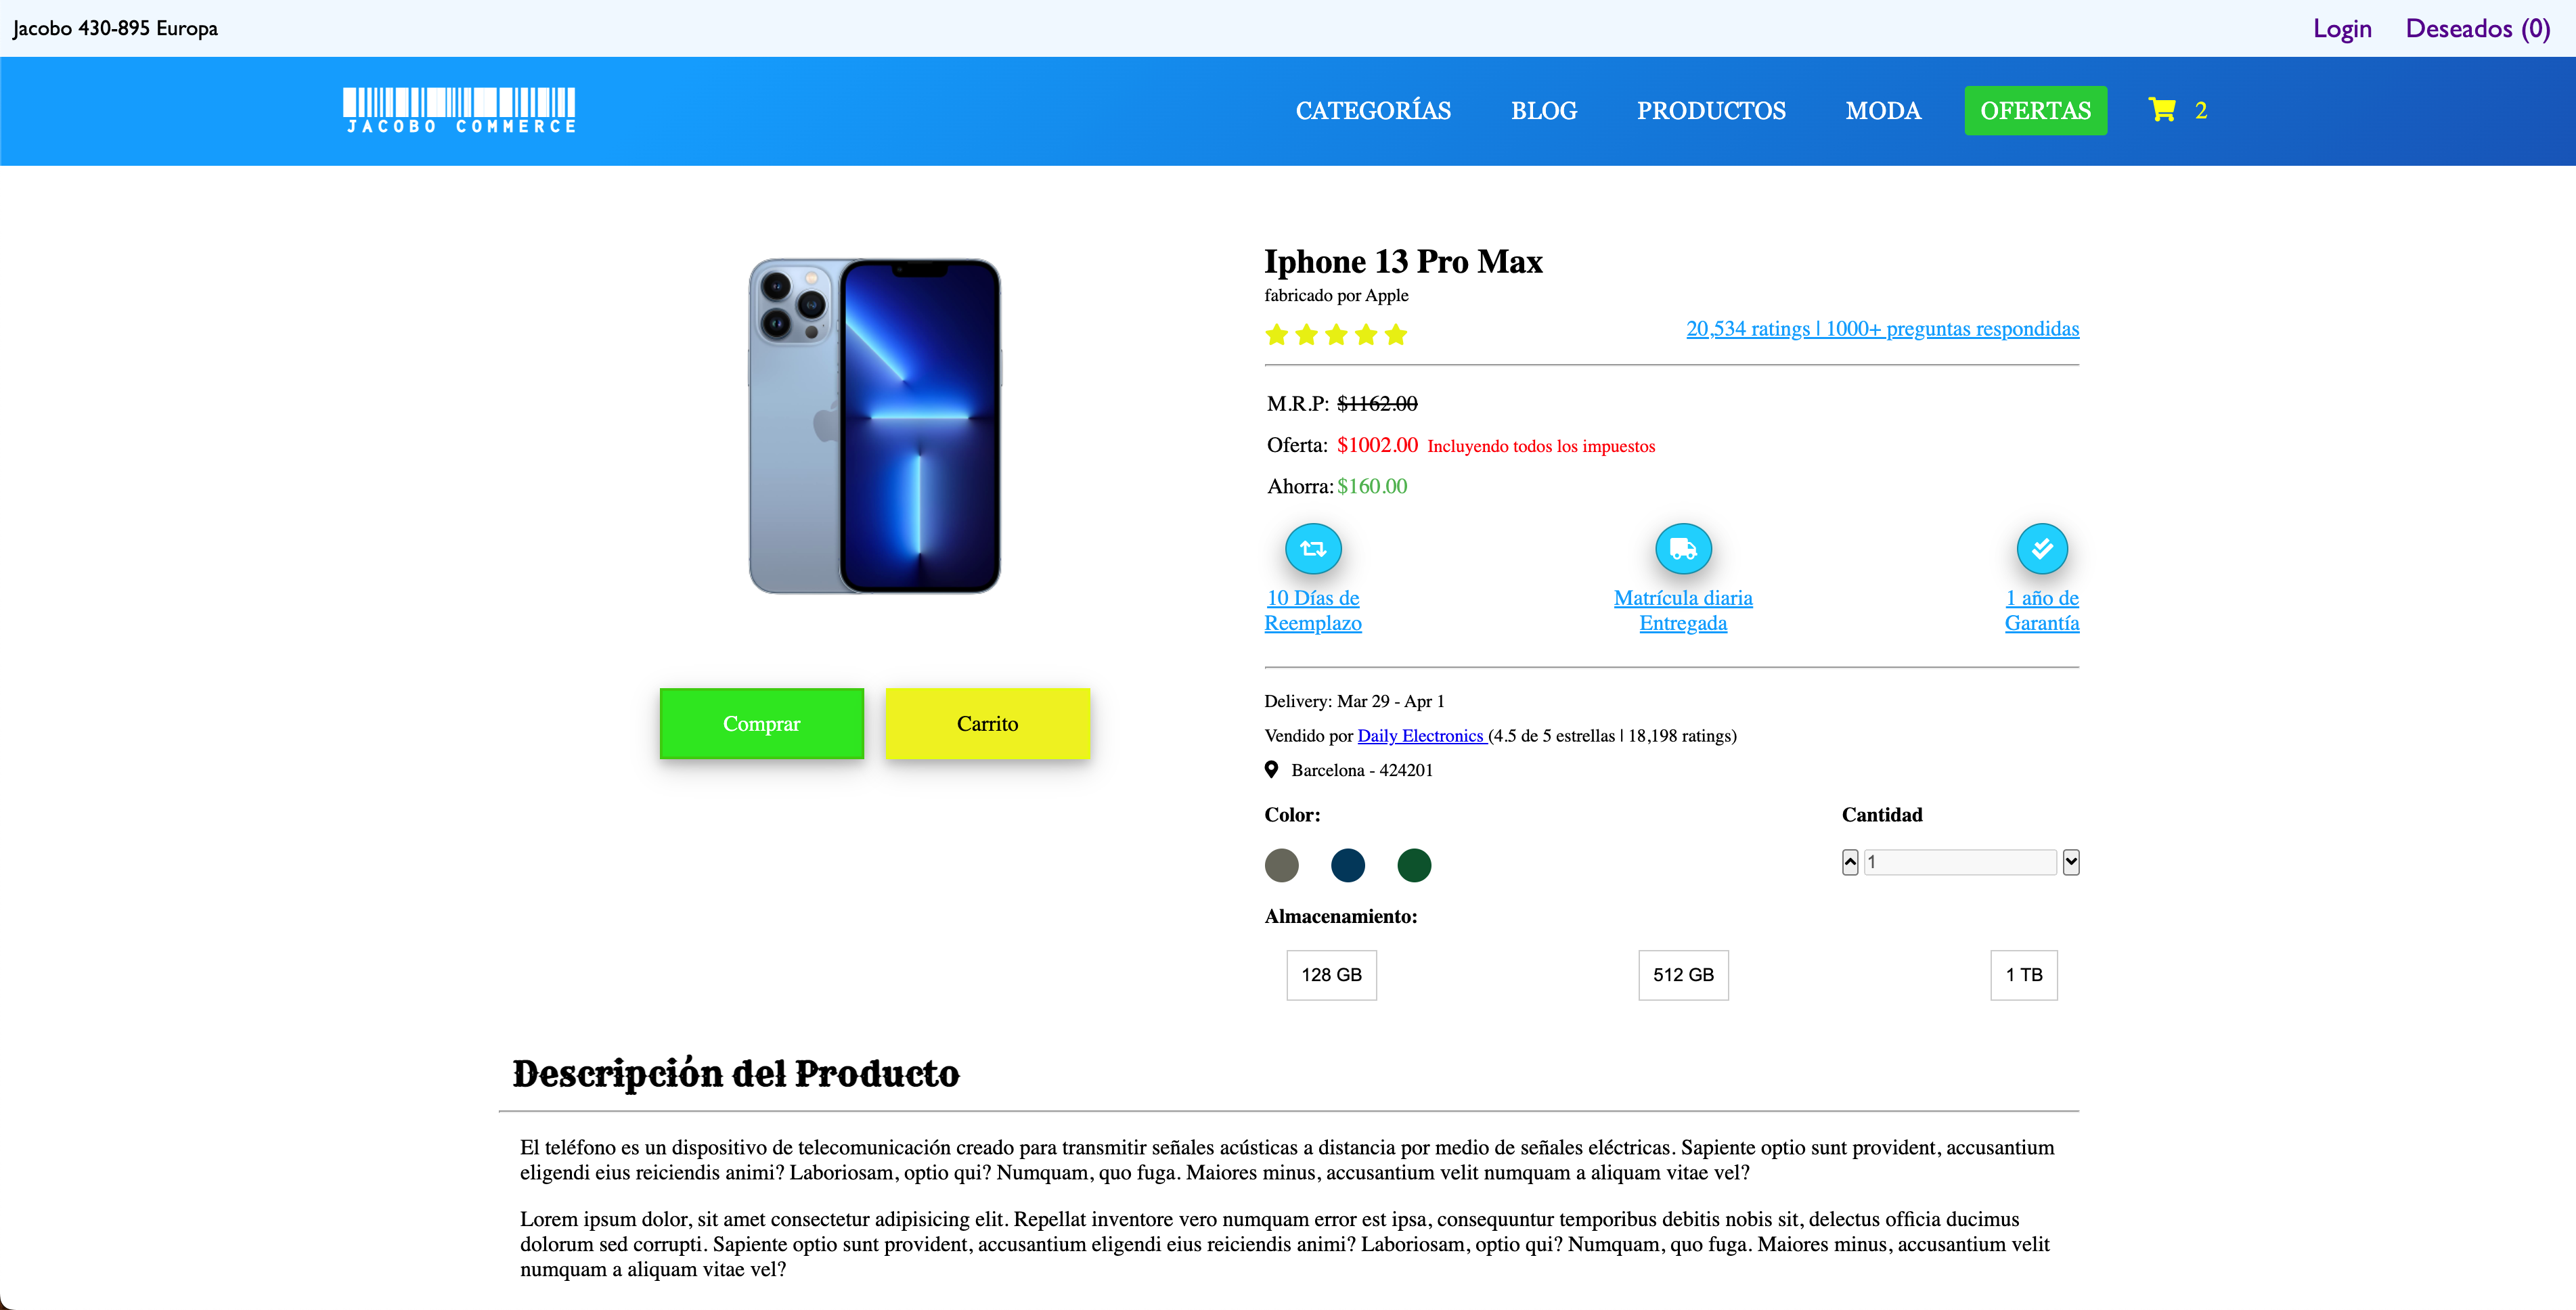 Jacobo 430-895 Europa
Login
Deseados (0)
JACOBO COMMERCE
CATEGORÍAS
BLOG
PRODUCTOS
MODA
OFERTAS
2
Iphone 13 Pro Max
fabricado por Apple
20,534 ratings | 1000+ preguntas respondidas
M.R.P: $1162.00
Oferta: $1002.00 Incluyendo todos los impuestos
Ahorra: $160.00
10 Días de
Reemplazo
Matrícula diaria
Entregada
1 año de
Garantía
Comprar
Carrito
Delivery: Mar 29 - Apr 1
Vendido por Daily Electronics (4.5 de 5 estrellas | 18,198 ratings)
Barcelona - 424201
Color:
Cantidad
1
Almacenamiento:
128 GB
512 GB
1 TB
Descripción del Producto
El teléfono es un dispositivo de telecomunicación creado para transmitir señales acústicas a distancia por medio de señales eléctricas. Sapiente optio sunt provident, accusantium
eligendi eius reiciendis animi? Laboriosam, optio qui? Numquam, quo fuga. Maiores minus, accusantium velit numquam a aliquam vitae vel?
Lorem ipsum dolor, sit amet consectetur adipisicing elit. Repellat inventore vero numquam error est ipsa, consequuntur temporibus debitis nobis sit, delectus officia ducimus
dolorum sed corrupti. Sapiente optio sunt provident, accusantium eligendi eius reiciendis animi? Laboriosam, optio qui? Numquam, quo fuga. Maiores minus, accusantium velit
numquam a aliquam vitae vel?